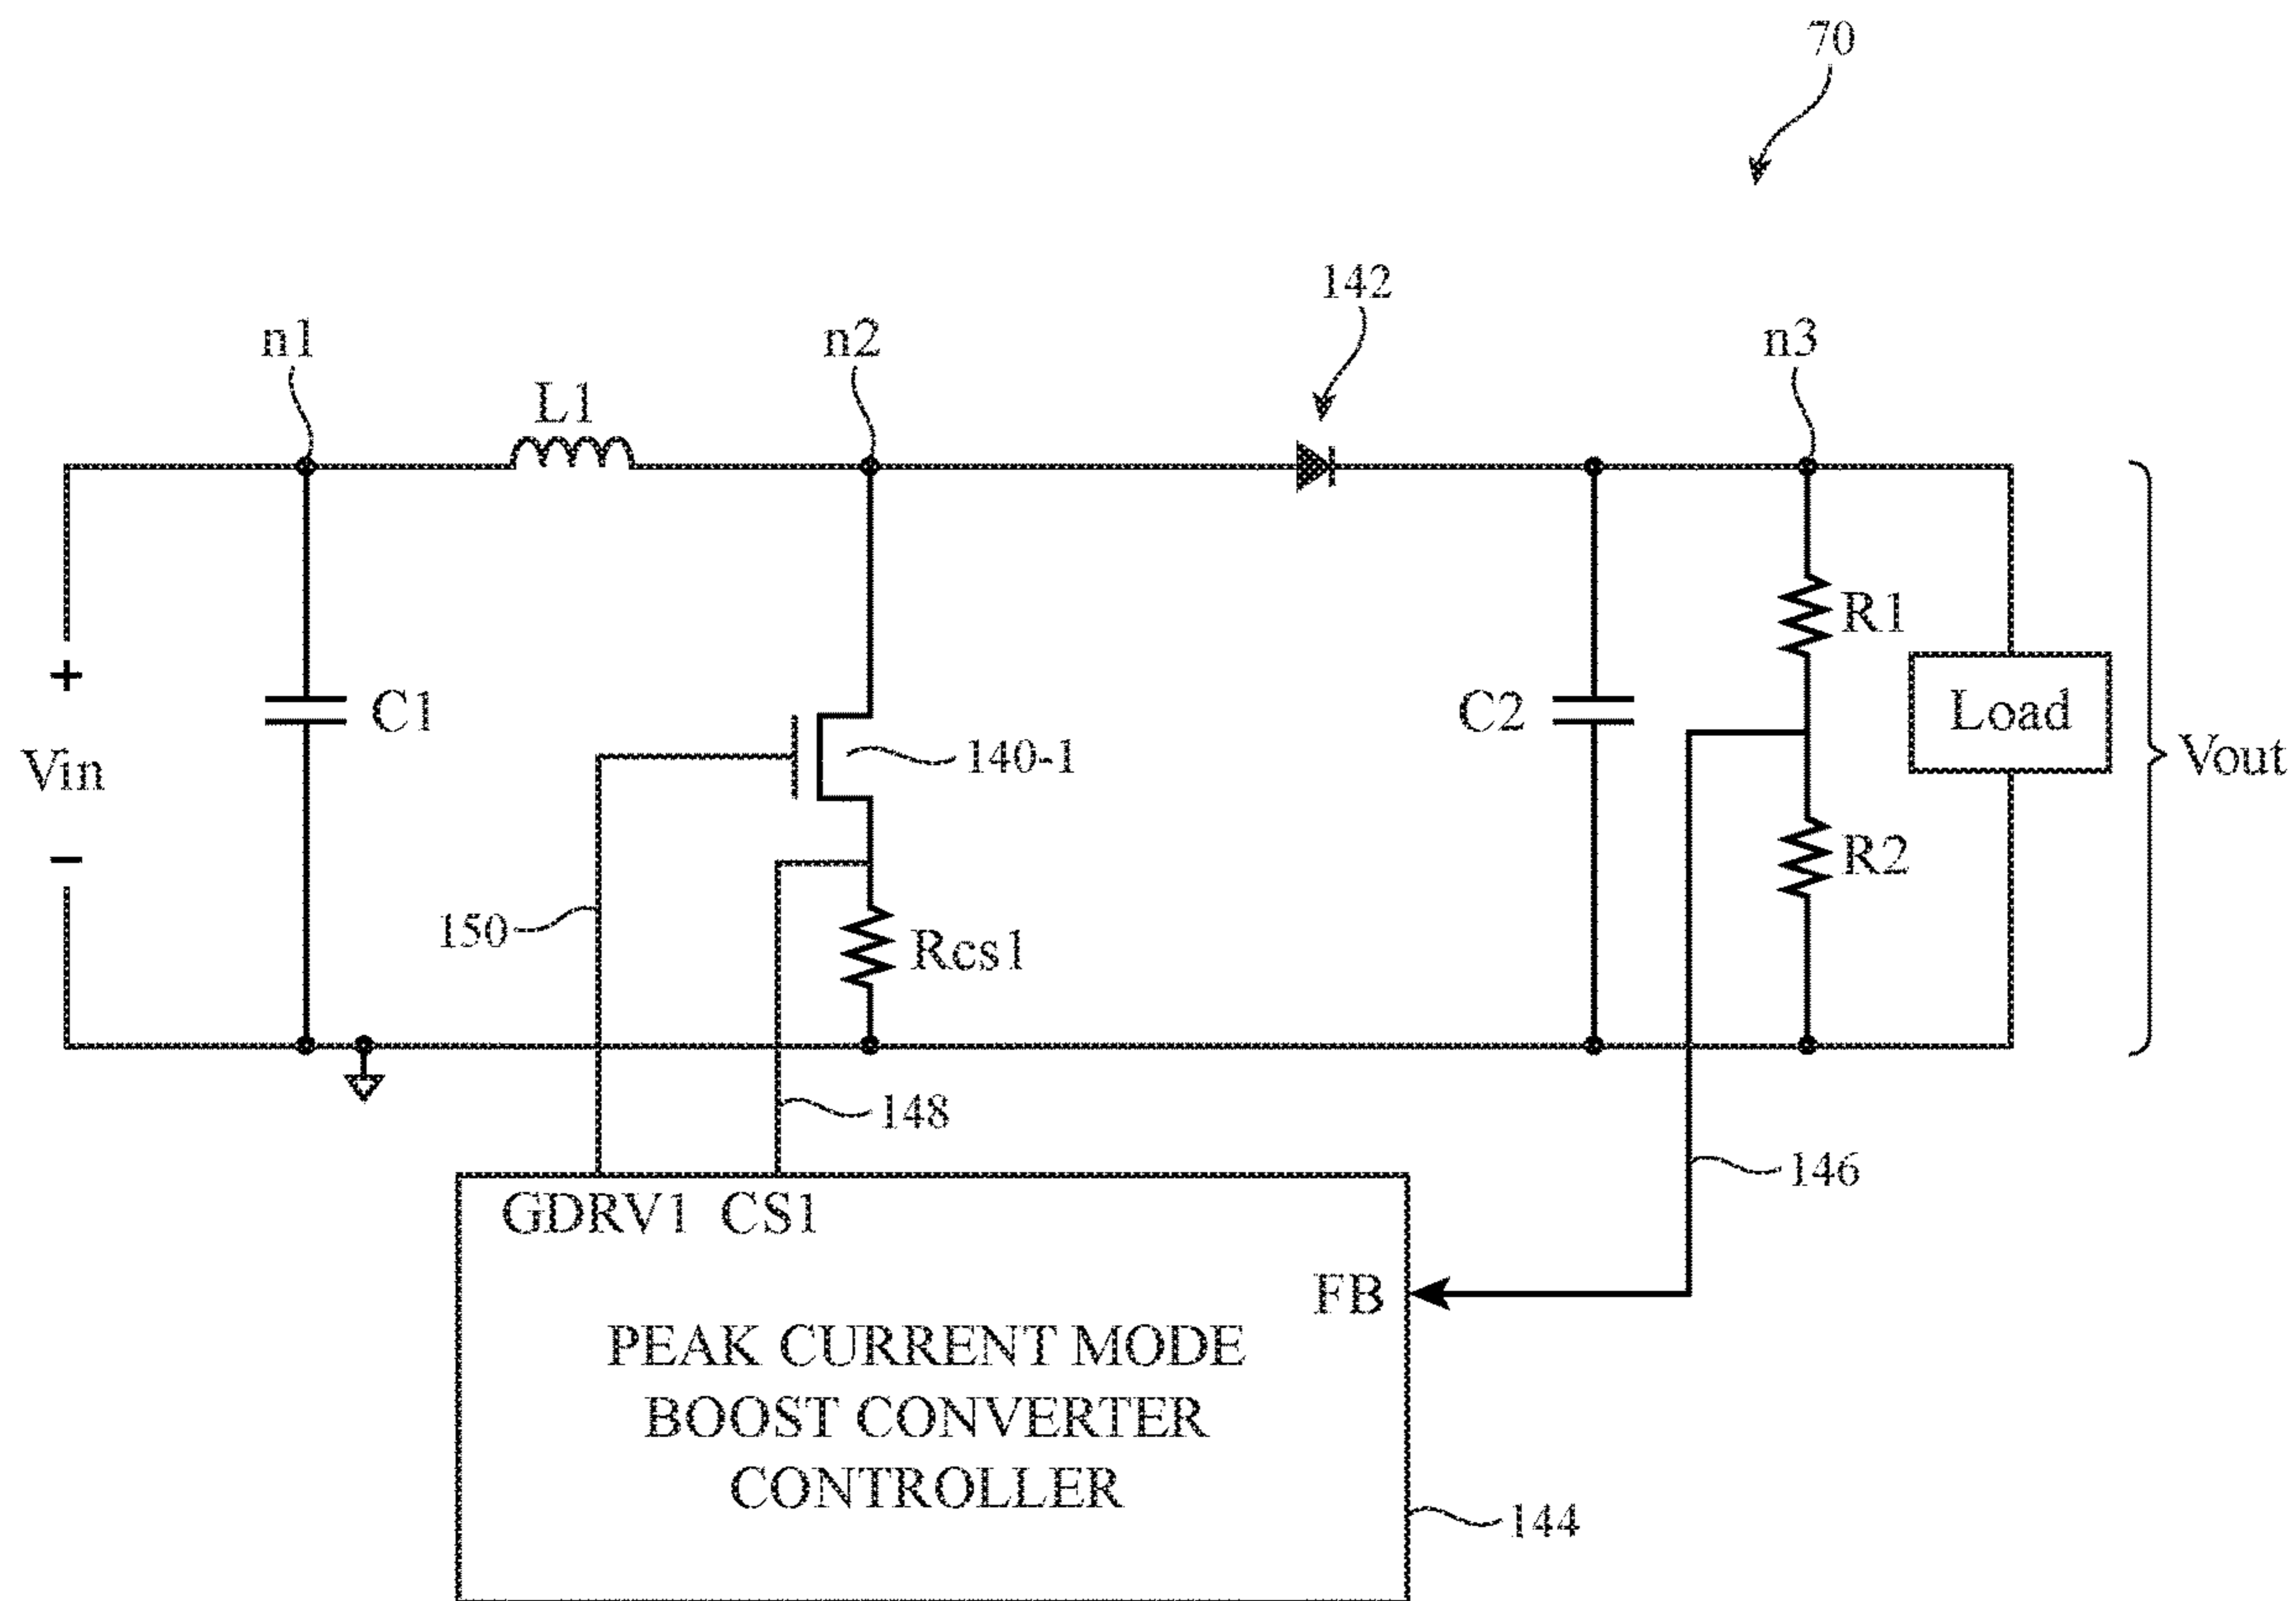 70
142
n1
n2
n3
L1
+
Vin
−
C1
140-1
C2
R1
Load
Vout
R2
150
Rcs1
148
146
GDRV1 CS1
FB
PEAK CURRENT MODE
BOOST CONVERTER
CONTROLLER
144